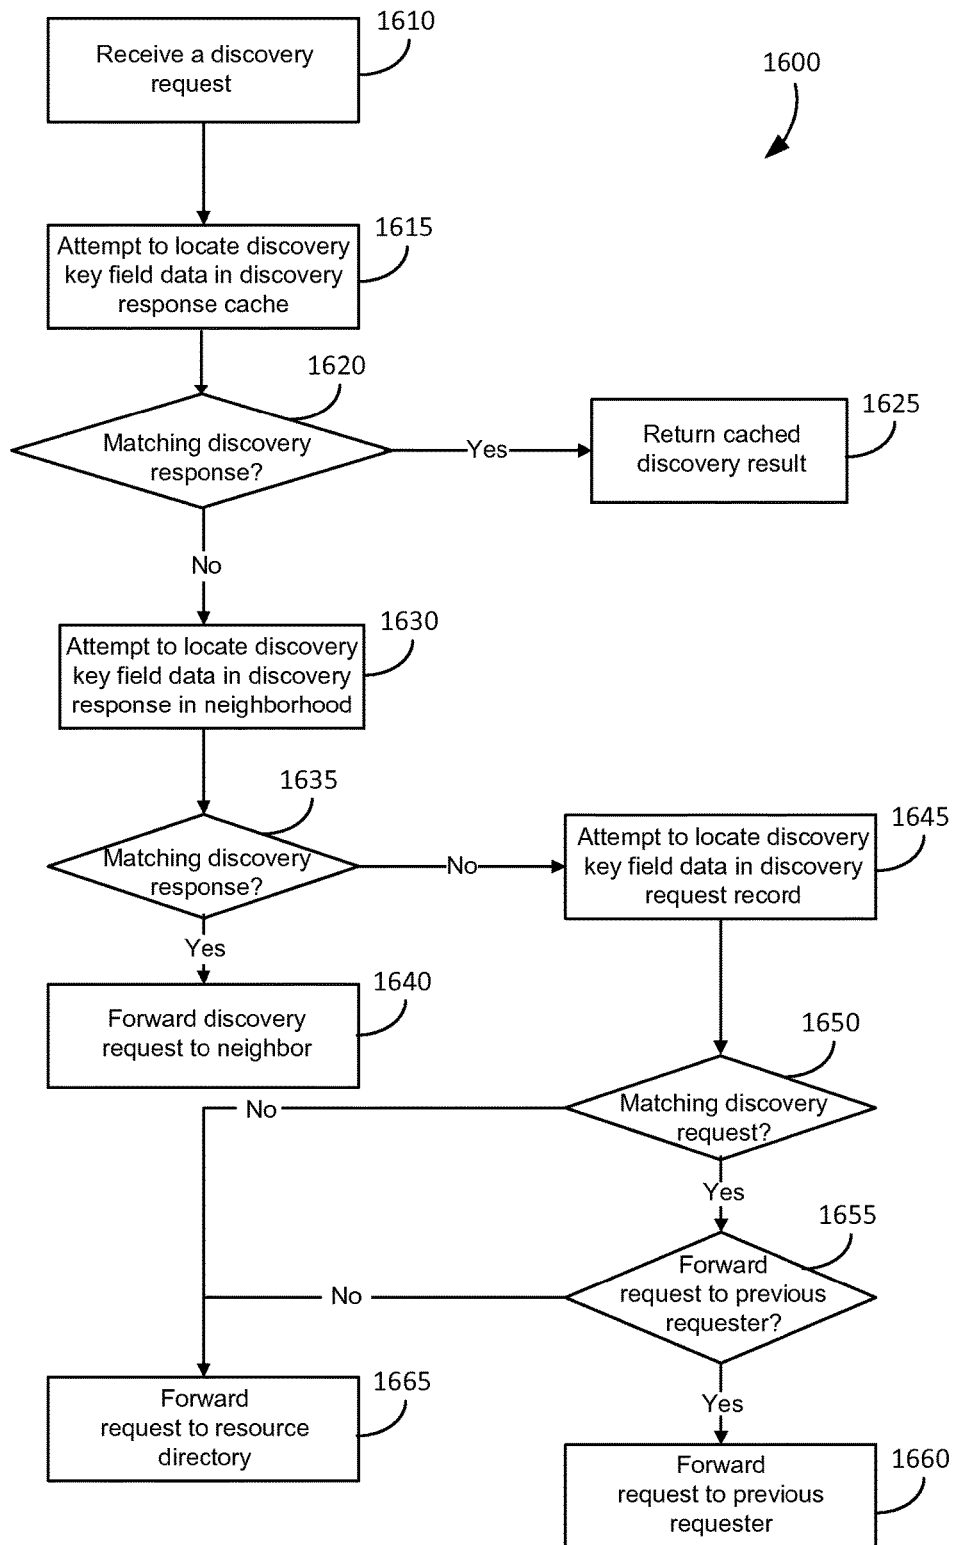 1610
Receive a discovery
request
1600
1615
Attempt to locate discovery
key field data in discovery
response cache
1620
Matching discovery
response?
Yes
1625
Return cached
discovery result
No
1630
Attempt to locate discovery
key field data in discovery
response in neighborhood
1635
Matching discovery
response?
No
1645
Attempt to locate discovery
key field data in discovery
request record
Yes
1640
Forward discovery
request to neighbor
1650
Matching discovery
request?
No
Yes
1655
Forward
request to previous
requester?
No
1665
Forward
request to resource
directory
Yes
1660
Forward
request to previous
requester